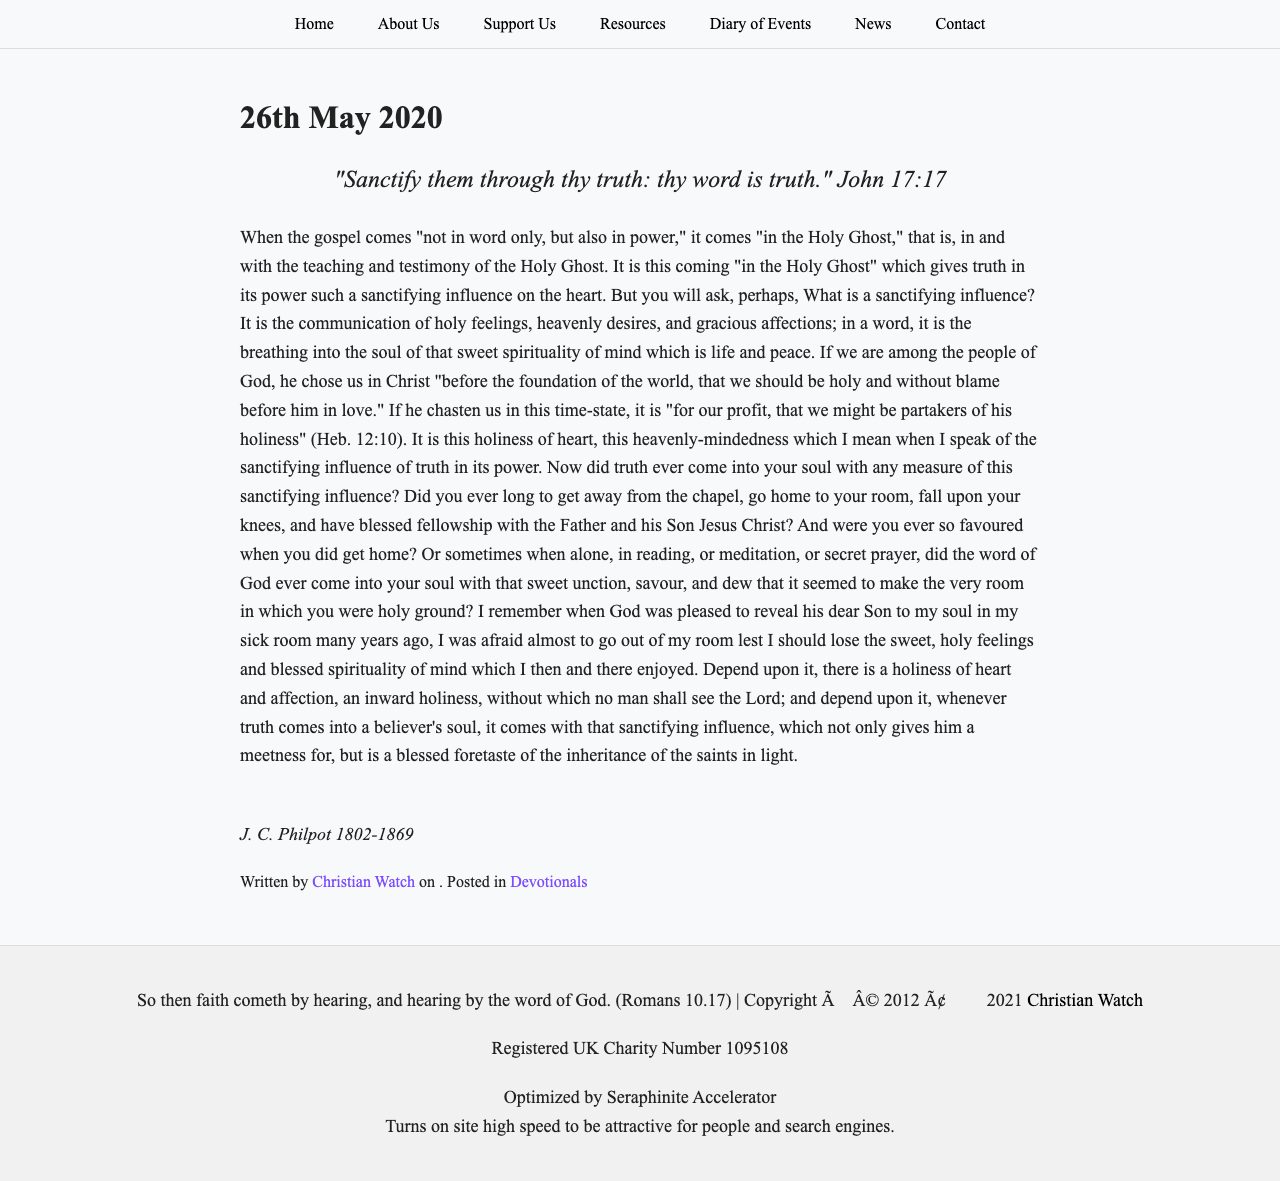 Home About Us Support Us Resources Diary of Events News Contact
26th May 2020
"Sanctify them through thy truth: thy word is truth." John 17:17
When the gospel comes "not in word only, but also in power," it comes "in the Holy Ghost," that is, in and
with the teaching and testimony of the Holy Ghost. It is this coming "in the Holy Ghost" which gives truth in
its power such a sanctifying influence on the heart. But you will ask, perhaps, What is a sanctifying influence?
It is the communication of holy feelings, heavenly desires, and gracious affections; in a word, it is the
breathing into the soul of that sweet spirituality of mind which is life and peace. If we are among the people of
God, he chose us in Christ "before the foundation of the world, that we should be holy and without blame
before him in love." If he chasten us in this time-state, it is "for our profit, that we might be partakers of his
holiness" (Heb. 12:10). It is this holiness of heart, this heavenly-mindedness which I mean when I speak of the
sanctifying influence of truth in its power. Now did truth ever come into your soul with any measure of this
sanctifying influence? Did you ever long to get away from the chapel, go home to your room, fall upon your
knees, and have blessed fellowship with the Father and his Son Jesus Christ? And were you ever so favoured
when you did get home? Or sometimes when alone, in reading, or meditation, or secret prayer, did the word of
God ever come into your soul with that sweet unction, savour, and dew that it seemed to make the very room
in which you were holy ground? I remember when God was pleased to reveal his dear Son to my soul in my
sick room many years ago, I was afraid almost to go out of my room lest I should lose the sweet, holy feelings
and blessed spirituality of mind which I then and there enjoyed. Depend upon it, there is a holiness of heart
and affection, an inward holiness, without which no man shall see the Lord; and depend upon it, whenever
truth comes into a believer's soul, it comes with that sanctifying influence, which not only gives him a
meetness for, but is a blessed foretaste of the inheritance of the saints in light.
J. C. Philpot 1802-1869
Written by Christian Watch on . Posted in Devotionals
So then faith cometh by hearing, and hearing by the word of God. (Romans 10.17) | Copyright Ã Â© 2012 Ã¢ 2021 Christian Watch
Registered UK Charity Number 1095108
Optimized by Seraphinite Accelerator
Turns on site high speed to be attractive for people and search engines.